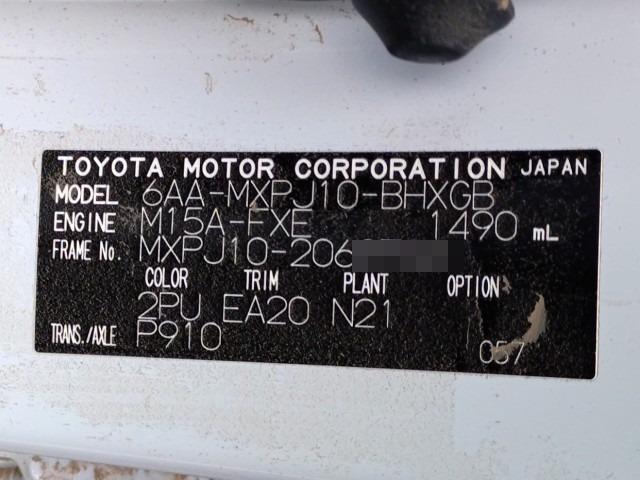 TOYOTA MOTOR CORPORATION JAPAN
MODEL 6AA-MXPJ10-BHXGB
ENGINE M15A-FXE 1490 mL
FRAME No. MXPJ10-206
COLOR TRIM PLANT OPTION
2PU EA20 N21
TRANS./AXLE P910 057